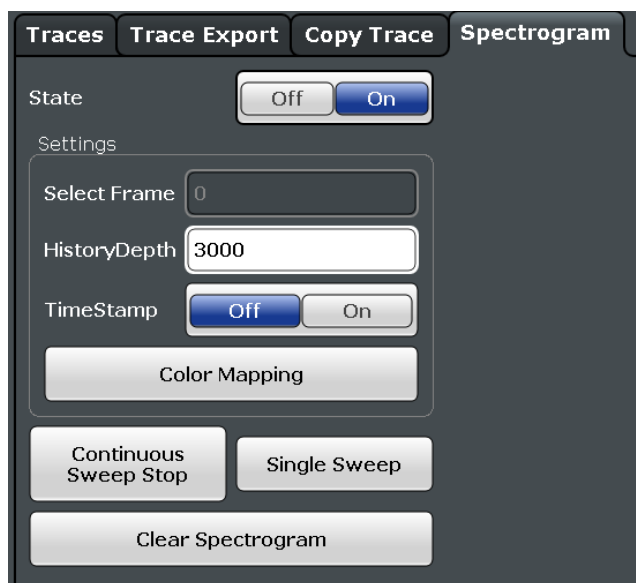 Traces Trace Export Copy Trace Spectrogram
State Off On
Settings
Select Frame 0
HistoryDepth 3000
TimeStamp Off On
Color Mapping
Continuous
Sweep Stop
Single Sweep
Clear Spectrogram